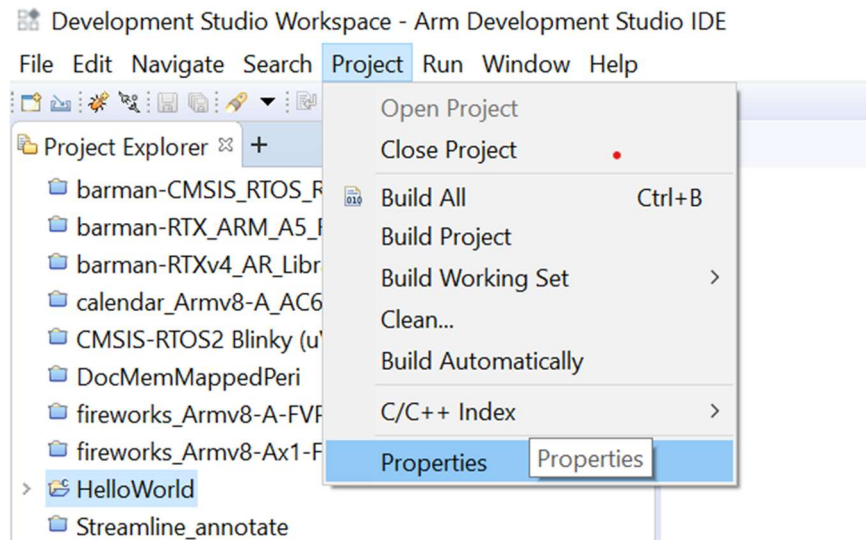 Development Studio Workspace - Arm Development Studio IDE
File Edit Navigate Search Project Run Window Help
Project Explorer
Open Project
Close Project
barman-CMSIS_RTOS_R
Build All Ctrl+B
barman-RTX_ARM_A5_
Build Project
barman-RTXv4_AR_Libr
Build Working Set
calendar_Armv8-A_AC6
Clean...
CMSIS-RTOS2 Blinky (u
Build Automatically
DocMemMappedPeri
fireworks_Armv8-A-FVP
C/C++ Index
fireworks_Armv8-Ax1-F
Properties Properties
HelloWorld
Streamline_annotate